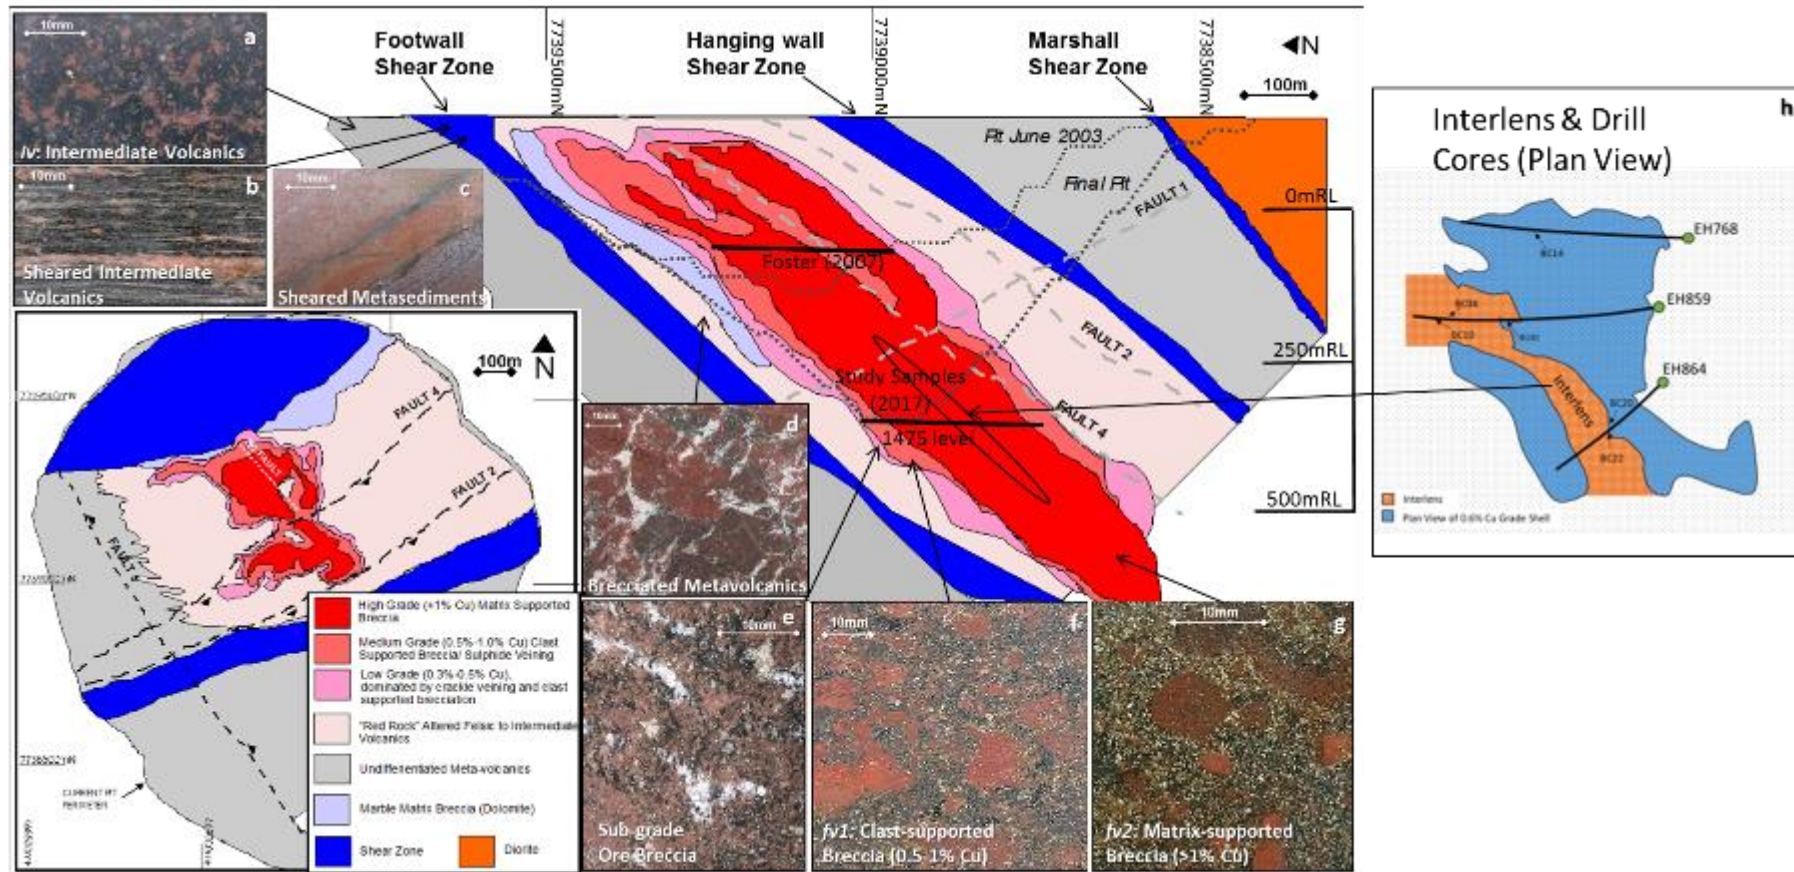 10mm
a
Iv: Intermediate Volcanics
10mm
b
Sheared Intermediate
Volcanics
10mm
c
Sheared Metasediments
Footwall
Shear Zone
Hanging wall
Shear Zone
Marshall
Shear Zone
7739500mN
7739000mN
7738500mN
N
100m
Pit June 2003
Final Pit
FAULT 1
0mRL
Foster (2007)
FAULT 2
250mRL
Study Samples
(2017)
FAULT 4
1475 level
500mRL
100m
N
FAULT 4
FAULT 2
CURRENT PIT
PERIMETER
High Grade (+1% Cu) Matrix Supported
Breccia
Medium Grade (0.5%-1.0% Cu) Clast
Supported Breccia/ Sulphide Veining
Low Grade (0.3%-0.5% Cu),
dominated by crackle veining and clast
supported brecciation
"Red Rock" Altered Felsic to Intermediate
Volcanics
Undifferentiated Meta-volcanics
Marble Matrix Breccia (Dolomite)
Shear Zone
Diorite
10mm
d
Brecciated Metavolcanics
10mm
e
Sub grade
Ore Breccia
10mm
f
fv1: Clast-supported
Breccia (0.5-1% Cu)
10mm
g
fv2: Matrix-supported
Breccia (>1% Cu)
h
Interlens & Drill
Cores (Plan View)
EH768
BC14
EH859
EH864
Interlens
BC20
BC22
Interlens
Plan View of 0.6% Cu Grade Shell